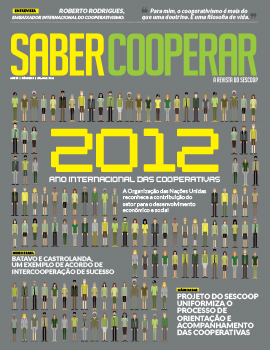 ENTREVISTA
ROBERTO RODRIGUES,
EMBAIXADOR INTERNACIONAL DO COOPERATIVISMO:
“Para mim, o cooperativismo é mais do
que uma doutrina. É uma filosofia de vida.
SABERCOOPERAR
A REVISTA DO SESCOOP
2012
ANO INTERNACIONAL DAS COOPERATIVAS
A Organização das Nações Unidas
reconhece a contribuição do
setor para o desenvolvimento
econômico e social
BATAVO E CASTROLANDA,
UM EXEMPLO DE ACORDO DE
INTERCOOPERAÇÃO DE SUCESSO
PROJETO DO SESCOOP
UNIFORMIZA O
PROCESSO DE
ORIENTAÇÃO E
ACOMPANHAMENTO
DAS COOPERATIVAS